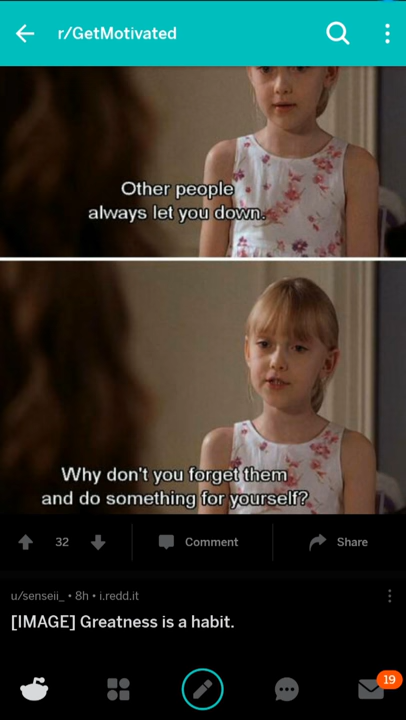 r/GetMotivated
Other people
always let you down.
Why don't you forget them
and do something for yourself?
32
Comment
Share
u/senseii_ • 8h • i.redd.it
[IMAGE] Greatness is a habit.
19